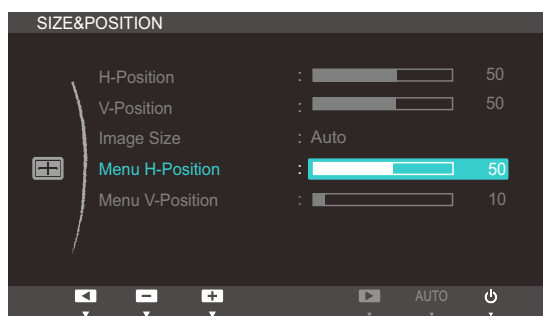 SIZE&POSITION
H-Position : 50
V-Position : 50
Image Size : Auto
Menu H-Position : 50
Menu V-Position : 10
AUTO